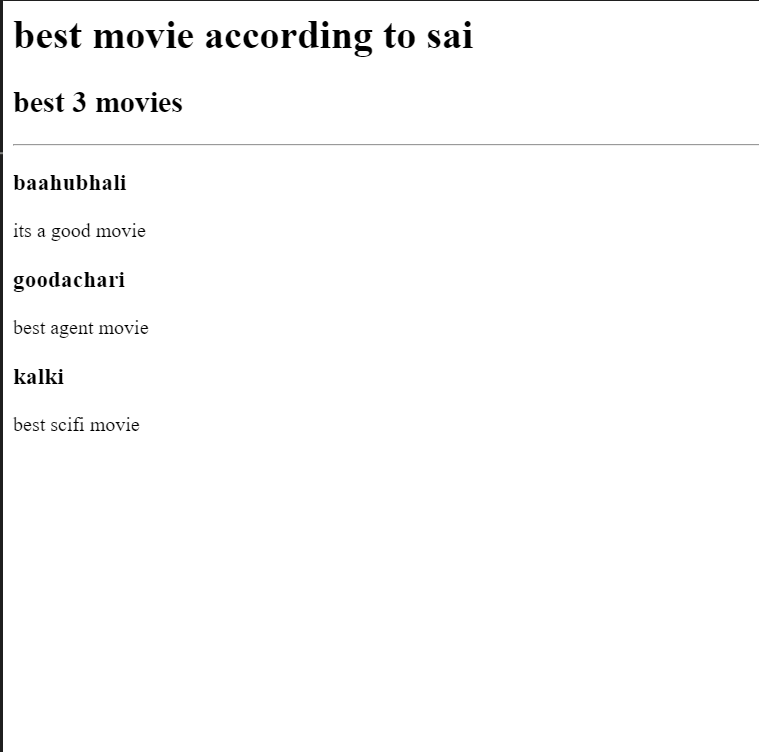 best movie according to sai
best 3 movies
baahubhali
its a good movie
goodachari
best agent movie
kalki
best scifi movie